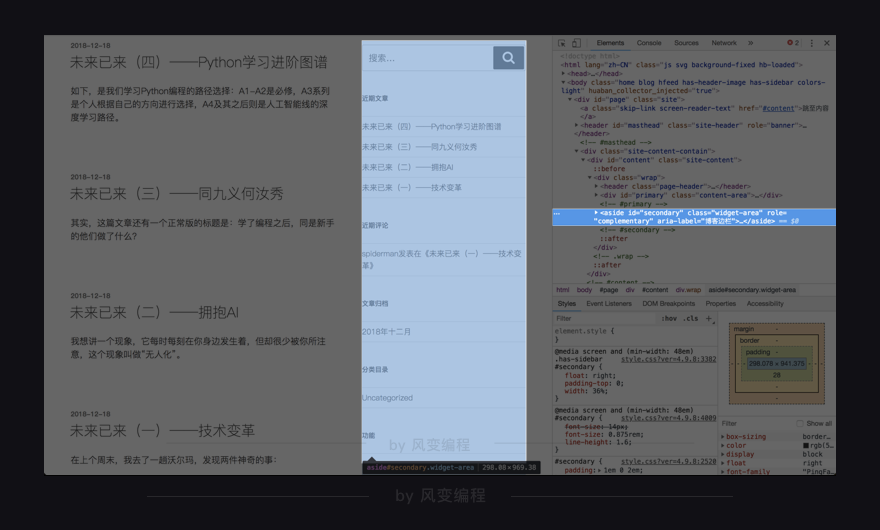 2018-12-18
未来已来（四）——Python学习进阶图谱
如下，是我们学习Python编程的路径选择：A1-A2是必修，A3系列
是个人根据自己的方向进行选择，A4及其之后则是人工智能线的深
度学习路径。
2018-12-18
未来已来（三）——同九义何汝秀
其实，这篇文章还有一个正常版的标题是：学了编程之后，同是新手
的他们做了什么？
2018-12-18
未来已来（二）——拥抱AI
我想讲一个现象，它每时每刻在你身边发生着，但却很少被你所注
意，这个现象叫做“无人化”。
2018-12-18
未来已来（一）——技术变革
在上个周末，我去了一趟沃尔玛，发现两件神奇的事：
搜索…
近期文章
未来已来（四）——Python学习进阶图谱
未来已来（三）——同九义何汝秀
未来已来（二）——拥抱AI
未来已来（一）——技术变革
近期评论
spiderman发表在《未来已来（一）——技术变
革》
文章归档
2018年十二月
分类目录
Uncategorized
功能
aside#secondary.widget-area | 298.08 × 969.38
Elements Console Sources Network » 2
<!doctype html>
<html lang="zh-CN" class="js svg background-fixed hb-loaded">
<head>…</head>
<body class="home blog hfeed has-header-image has-sidebar colors-
light" huaban_collector_injected="true">
<div id="page" class="site">
<a class="skip-link screen-reader-text" href="#content">跳至内容
</a>
<header id="masthead" class="site-header" role="banner">…
</header>
<!-- #masthead -->
<div class="site-content-contain">
<div id="content" class="site-content">
::before
<div class="wrap">
<header class="page-header">…</header>
<div id="primary" class="content-area">…</div>
<!-- #primary -->
… <aside id="secondary" class="widget-area" role=
"complementary" aria-label="博客边栏">…</aside> == $0
<!-- #secondary -->
::after
</div>
<!-- .wrap -->
::after
</div>
<!-- #content -->
html body #page div #content div.wrap aside#secondary.widget-area
Styles Event Listeners DOM Breakpoints Properties Accessibility
Filter :hov .cls +
element.style {
}
@media screen and (min-width: 48em)
.has-sidebar style.css?ver=4.9.8:3382
#secondary {
float: right;
padding-top: 0;
width: 36%;
}
@media screen and (min-width: 48em)
#secondary { style.css?ver=4.9.8:4009
font-size: 14px;
font-size: 0.875rem;
line-height: 1.6;
}
#secondary { style.css?ver=4.9.8:2520
padding: 1em 0 2em;
margin -
border -
padding -
298.078 × 941.375
28
-
-
-
Filter Show all
box-sizing border…
color rgb(5…
display block
float right
font-family "PingFa…
by 风变编程
by 风变编程